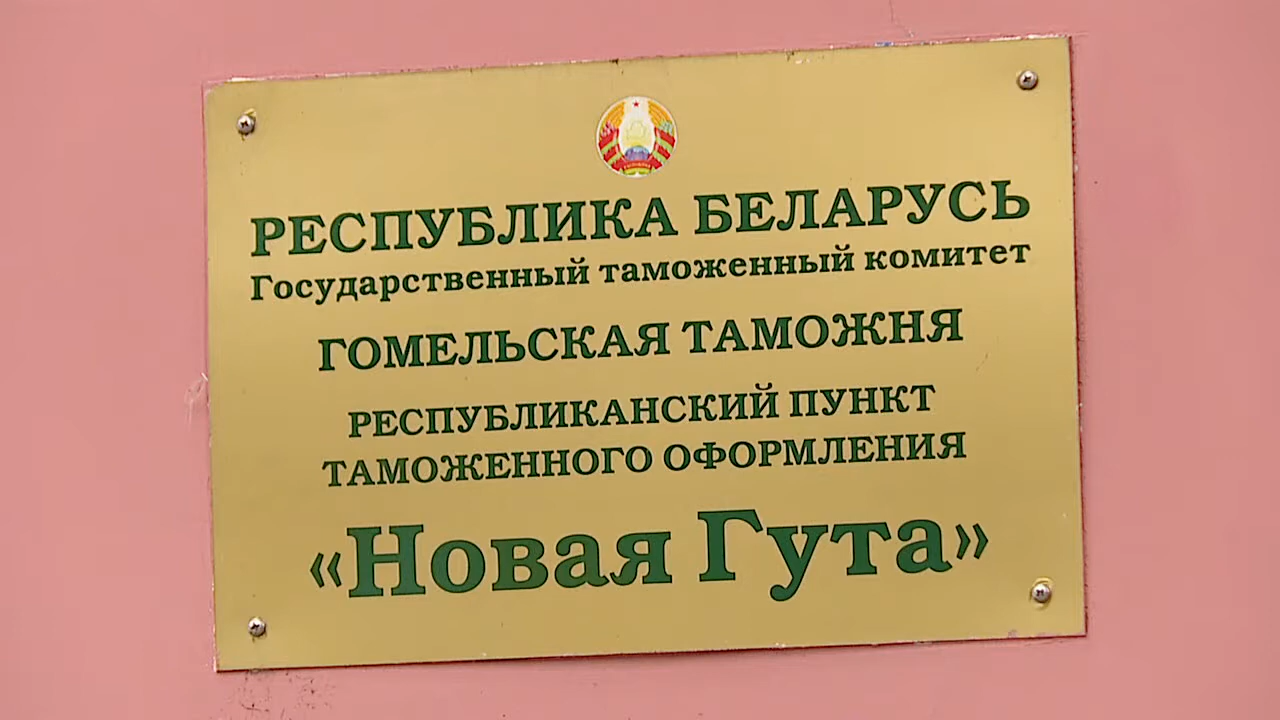 РЕСПУБЛИКА БЕЛАРУСЬ
Государственный таможенный комитет
ГОМЕЛЬСКАЯ ТАМОЖНЯ
РЕСПУБЛИКАНСКИЙ ПУНКТ
ТАМОЖЕННОГО ОФОРМЛЕНИЯ
«Новая Гута»